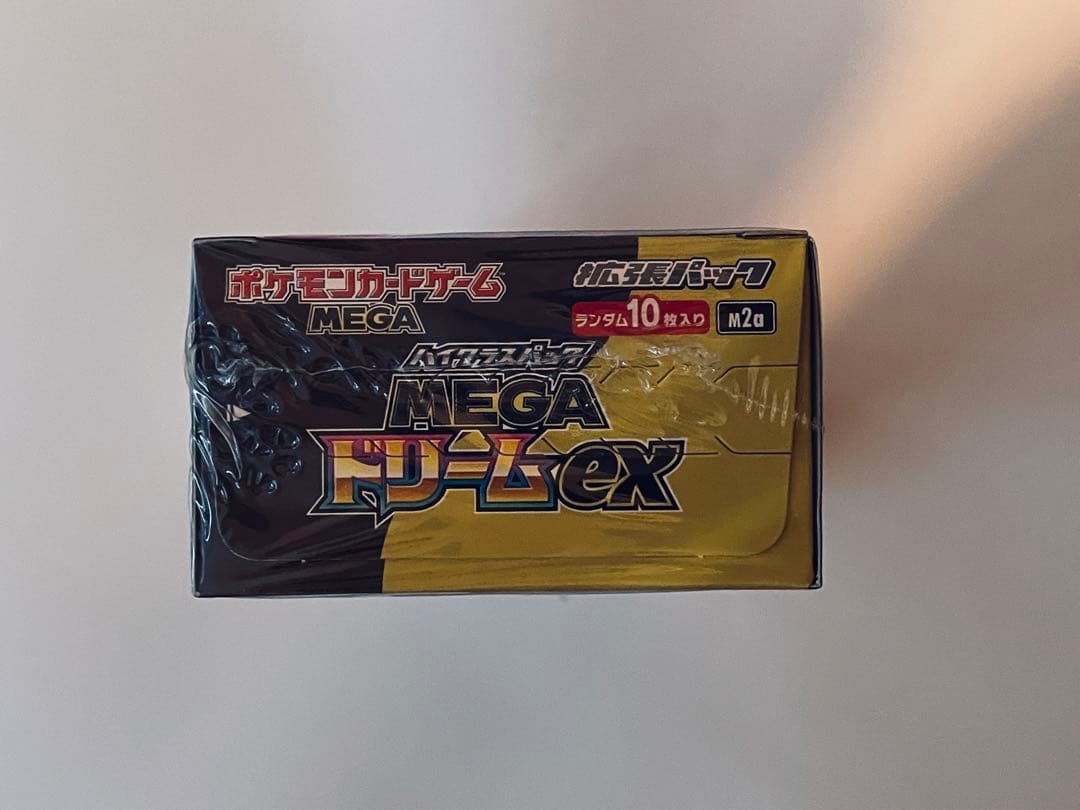 ポケモンカードゲーム
MEGA
拡張パック
ランダム10枚入り M2a
ハイクラスパック
MEGA
ドリームex